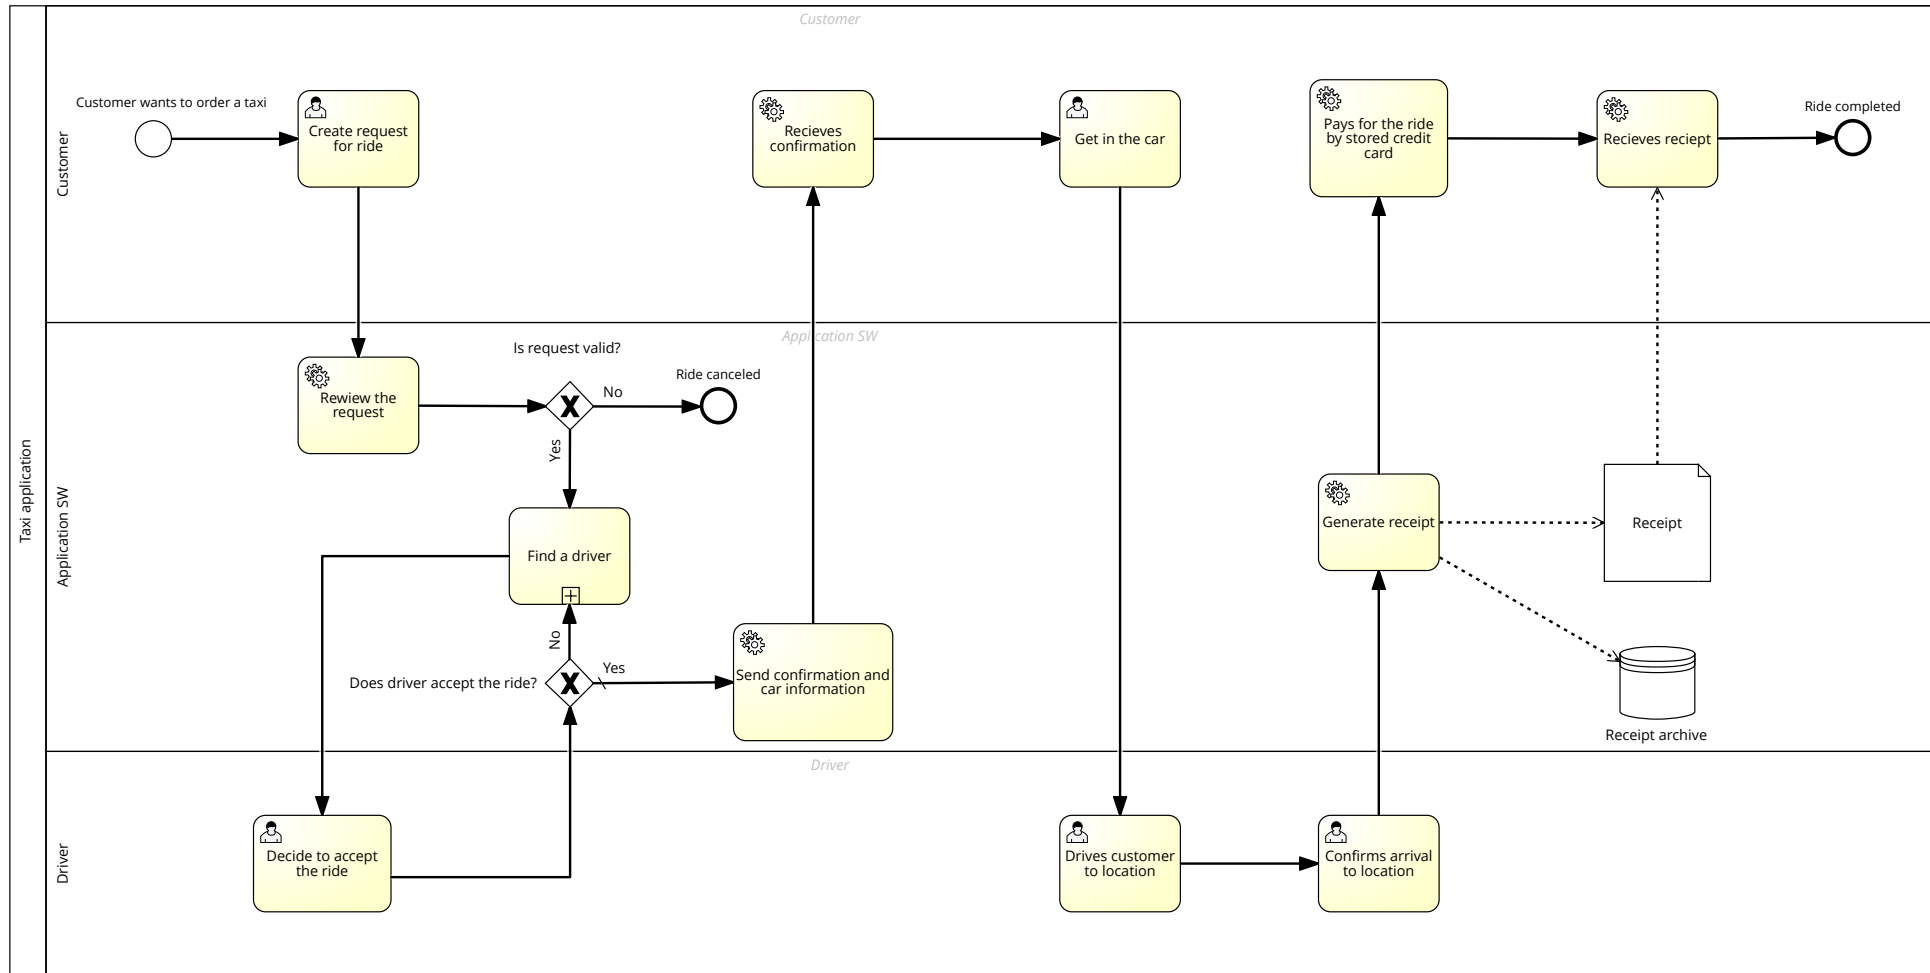 Customer
Customer wants to order a taxi
Create request
for ride
Recieves
confirmation
Get in the car
Pays for the ride
by stored credit
card
Recieves reciept
Ride completed
Customer
Application SW
Is request valid?
Ride canceled
No
Rewiew the
request
Yes
Taxi application
Application SW
Find a driver
Generate receipt
Receipt
No
Does driver accept the ride?
Yes
Send confirmation and
car information
Receipt archive
Driver
Driver
Decide to accept
the ride
Drives customer
to location
Confirms arrival
to location